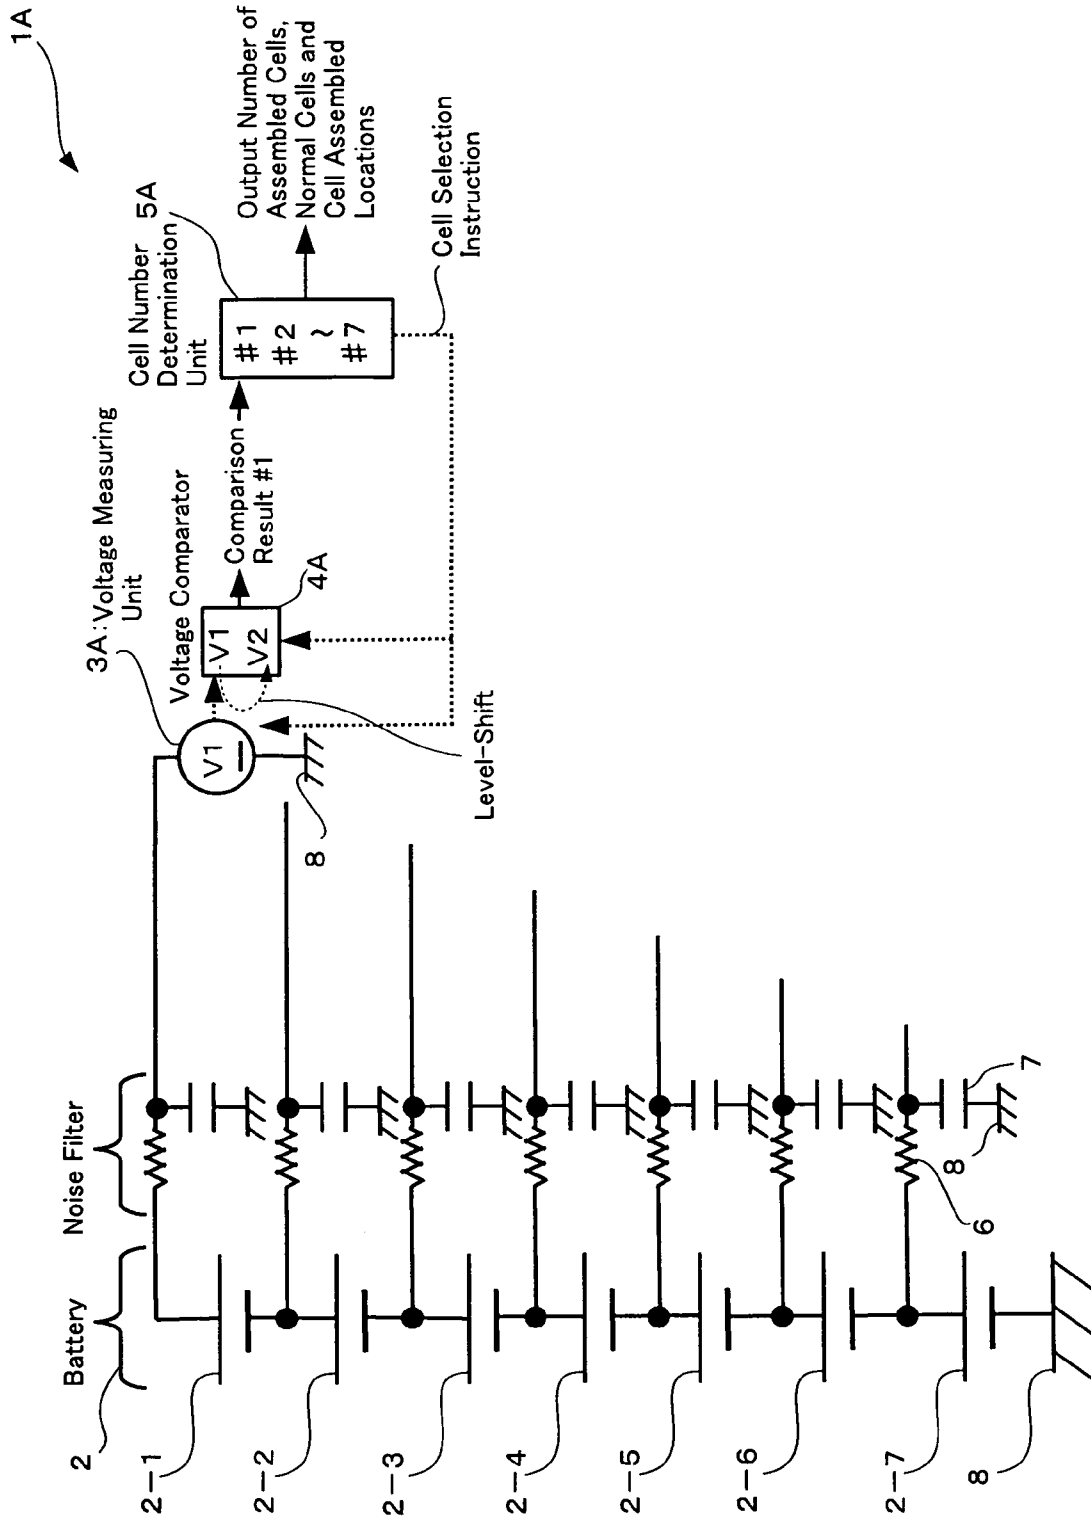 1A
Battery
Noise Filter
3A:Voltage Measuring
Unit
Voltage Comparator
Cell Number
Determination
Unit
5A
2
2-1
2-2
2-3
2-4
2-5
2-6
2-7
8
6
7
8
8
V1
V1
V2
4A
Level-Shift
Comparison
Result #1
#1
#2
~
#7
Output Number of
Assembled Cells,
Normal Cells and
Cell Assembled
Locations
Cell Selection
Instruction